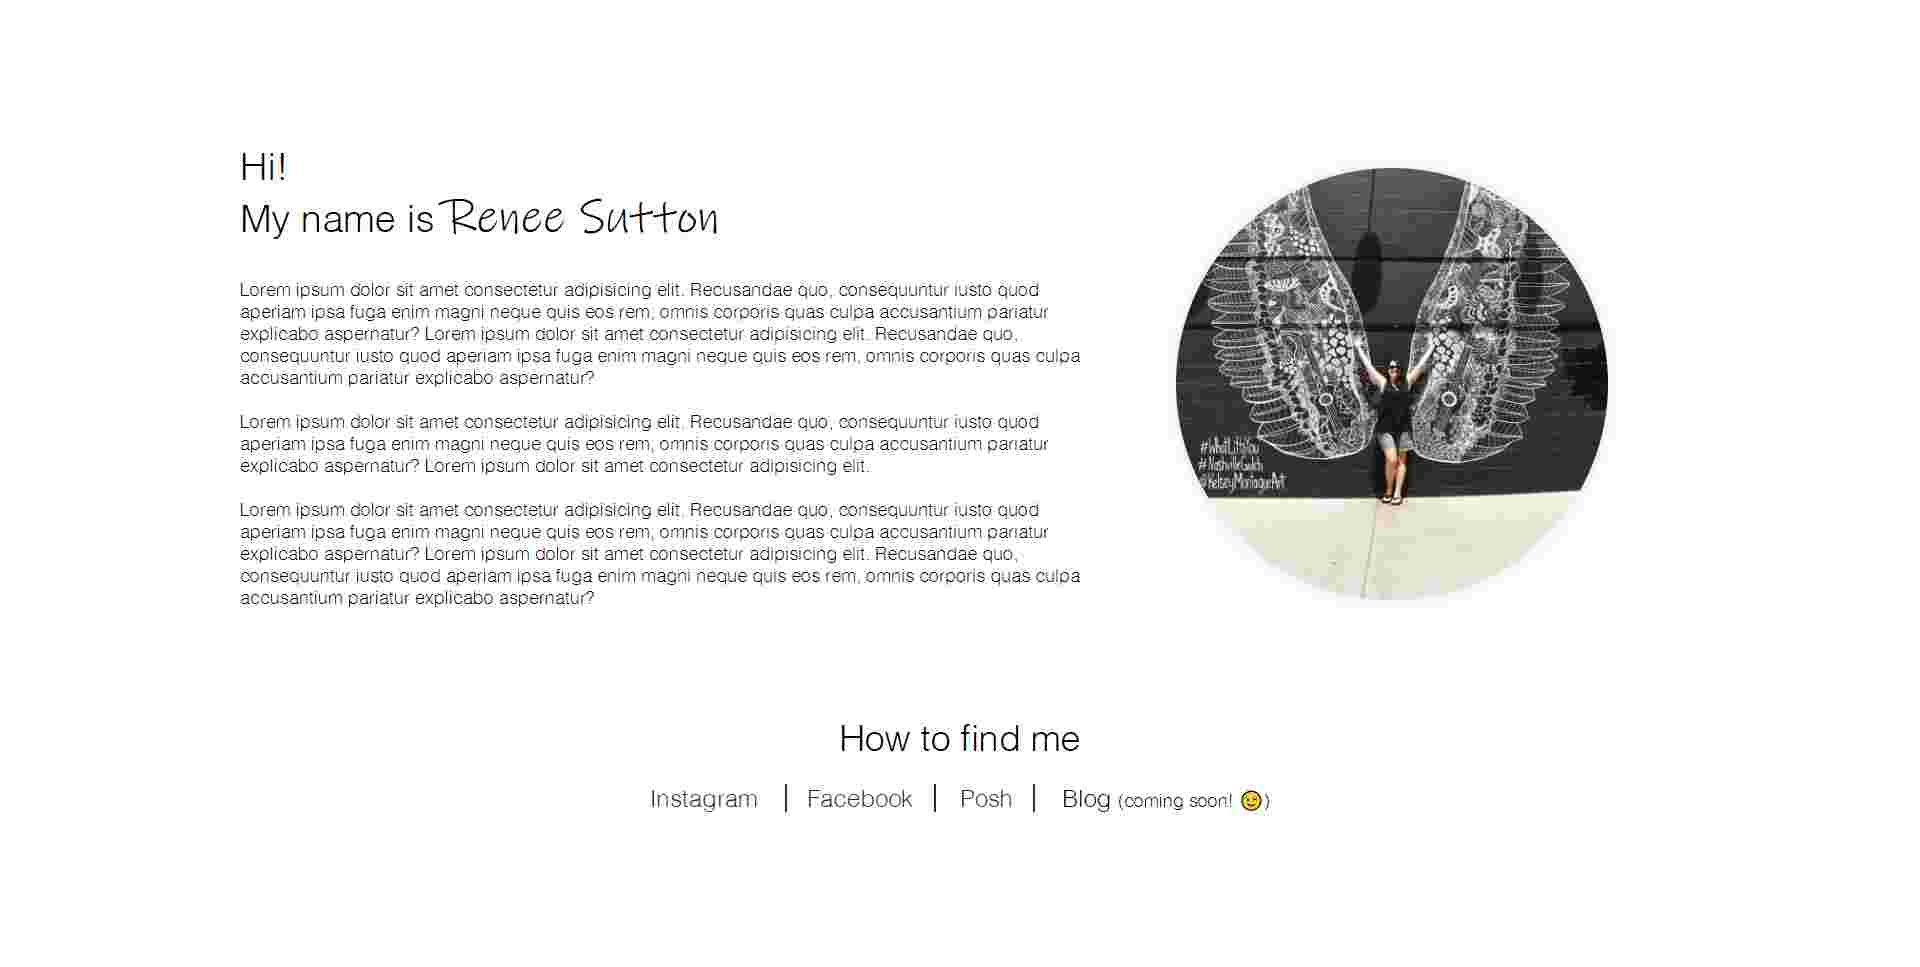 Hi!
My name is Renee Sutton
Lorem ipsum dolor sit amet consectetur adipisicing elit. Recusandae quo, consequuntur iusto quod
aperiam ipsa fuga enim magni neque quis eos rem, omnis corporis quas culpa accusantium pariatur
explicabo aspernatur? Lorem ipsum dolor sit amet consectetur adipisicing elit. Recusandae quo,
consequuntur iusto quod aperiam ipsa fuga enim magni neque quis eos rem, omnis corporis quas culpa
accusantium pariatur explicabo aspernatur?
Lorem ipsum dolor sit amet consectetur adipisicing elit. Recusandae quo, consequuntur iusto quod
aperiam ipsa fuga enim magni neque quis eos rem, omnis corporis quas culpa accusantium pariatur
explicabo aspernatur? Lorem ipsum dolor sit amet consectetur adipisicing elit.
Lorem ipsum dolor sit amet consectetur adipisicing elit. Recusandae quo, consequuntur iusto quod
aperiam ipsa fuga enim magni neque quis eos rem, omnis corporis quas culpa accusantium pariatur
explicabo aspernatur? Lorem ipsum dolor sit amet consectetur adipisicing elit. Recusandae quo,
consequuntur iusto quod aperiam ipsa fuga enim magni neque quis eos rem, omnis corporis quas culpa
accusantium pariatur explicabo aspernatur?
#WhatLiftsYou
#NashvilleGulch
@KelseyMontagueArt
How to find me
Instagram | Facebook | Posh | Blog (coming soon! 😉)